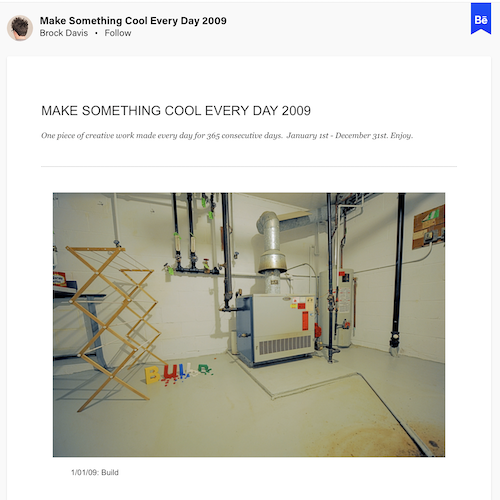 Make Something Cool Every Day 2009
Brock Davis • Follow
Bē
MAKE SOMETHING COOL EVERY DAY 2009
One piece of creative work made every day for 365 consecutive days. January 1st - December 31st. Enjoy.
1/01/09: Build